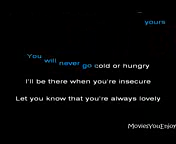 yours
You will never go cold or hungry
I'll be there when you're insecure
Let you know that you're always lovely
MoviesYouEnjoy